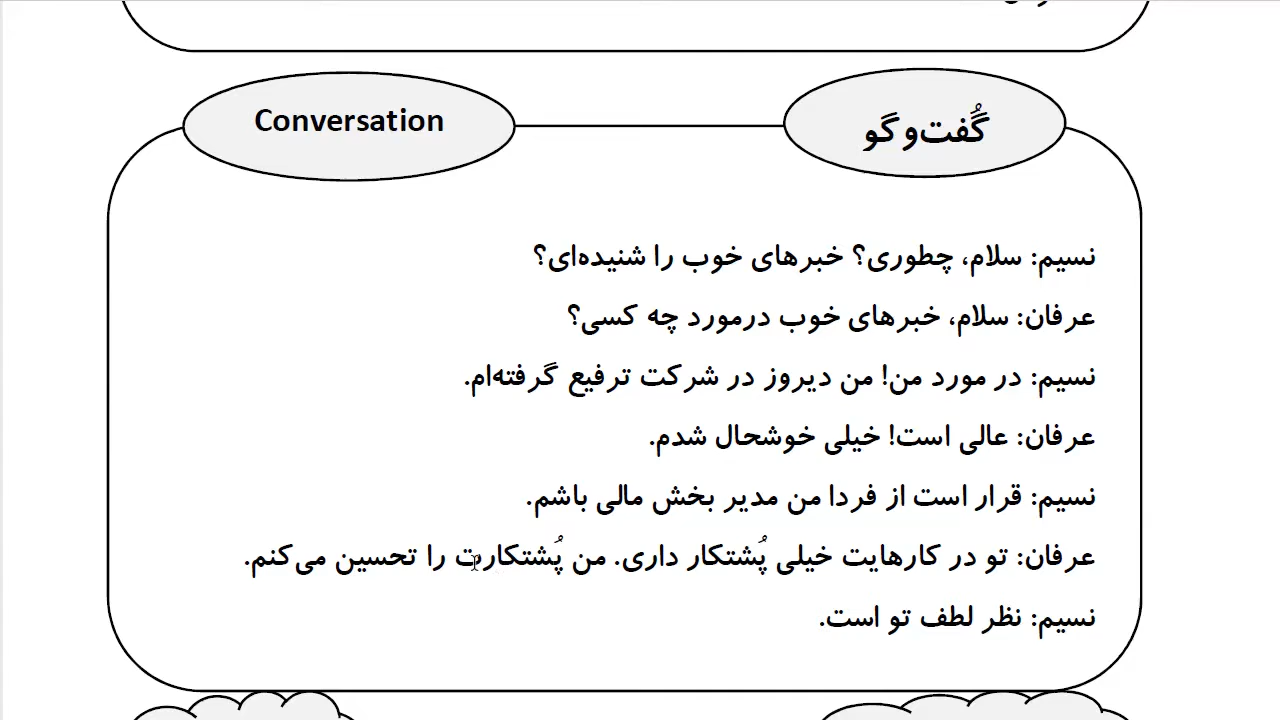 Conversation
گُفت‌وگو
نسیم: سلام، چطوری؟ خبرهای خوب را شنیده‌ای؟
عرفان: سلام، خبرهای خوب درمورد چه کسی؟
نسیم: در مورد من! من دیروز در شرکت ترفیع گرفته‌ام.
عرفان: عالی است! خیلی خوشحال شدم.
نسیم: قرار است از فردا من مدیر بخش مالی باشم.
عرفان: تو در کارهایت خیلی پُشتکار داری. من پُشتکارت را تحسین می‌کنم.
نسیم: نظر لطف تو است.